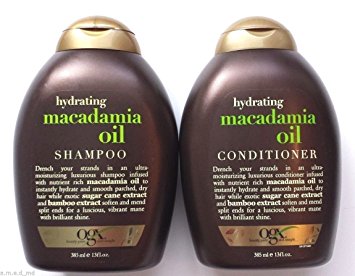 hydrating
macadamia
oil
SHAMPOO
Drench your strands in an ultra-
moisturizing luxurious shampoo infused
with nutrient rich macadamia oil to
instantly hydrate and smooth parched, dry
hair while exotic sugar cane extract
and bamboo extract soften and mend
split ends for a luscious, vibrant mane
with brilliant shine!
ogx
385 ml e 13 fl oz
hydrating
macadamia
oil
CONDITIONER
Drench your strands in an ultra-
moisturizing luxurious conditioner infused
with nutrient rich macadamia oil to
instantly hydrate and smooth parched, dry
hair while exotic sugar cane extract
and bamboo extract soften and mend
split ends for a luscious, vibrant mane
with brilliant shine!
ogx
385 ml e 13 fl oz